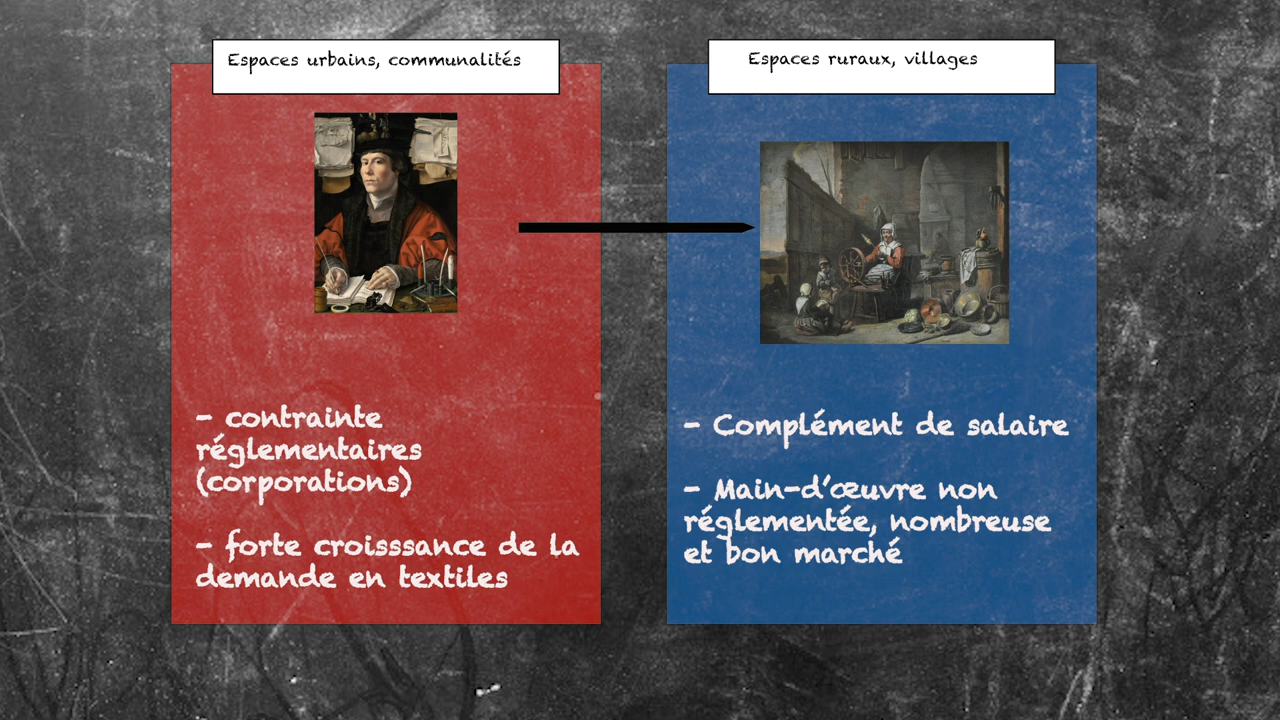 Espaces urbains, communalités
- contrainte
réglementaires
(corporations)
- forte croisssance de la
demande en textiles
Espaces ruraux, villages
- Complément de salaire
- Main-d'œuvre non
réglementée, nombreuse
et bon marché